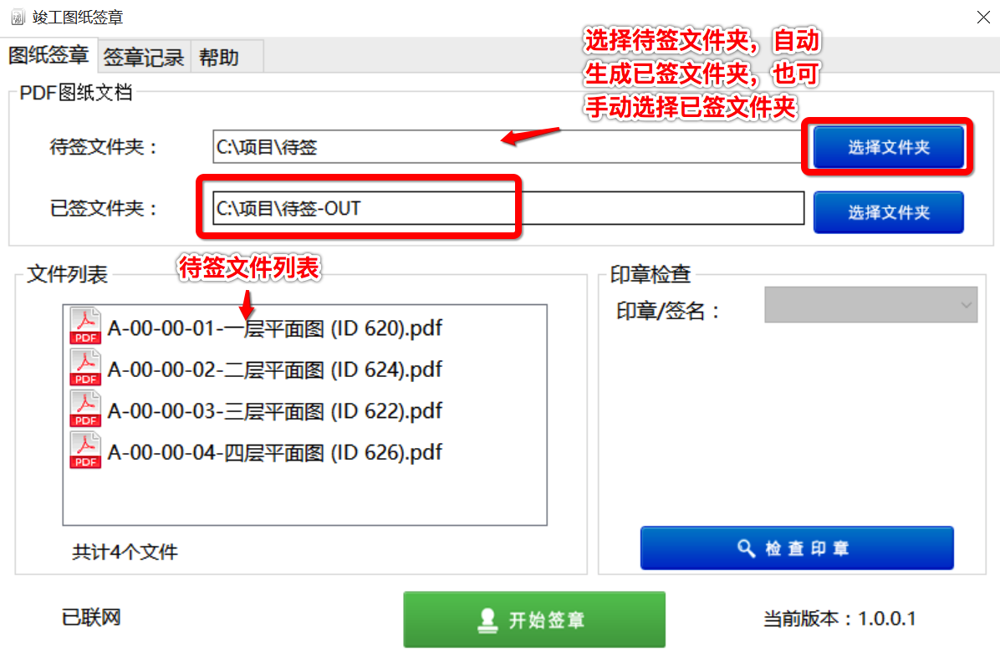 竣工图纸签章
图纸签章 签章记录 帮助
选择待签文件夹，自动
生成已签文件夹，也可
手动选择已签文件夹
PDF图纸文档
待签文件夹： C:\项目\待签 选择文件夹
已签文件夹： C:\项目\待签-OUT 选择文件夹
待签文件列表
文件列表
PDF A-00-00-01-一层平面图 (ID 620).pdf
PDF A-00-00-02-二层平面图 (ID 624).pdf
PDF A-00-00-03-三层平面图 (ID 622).pdf
PDF A-00-00-04-四层平面图 (ID 626).pdf
共计4个文件
印章检查
印章/签名：
检查印章
已联网
开始签章
当前版本：1.0.0.1